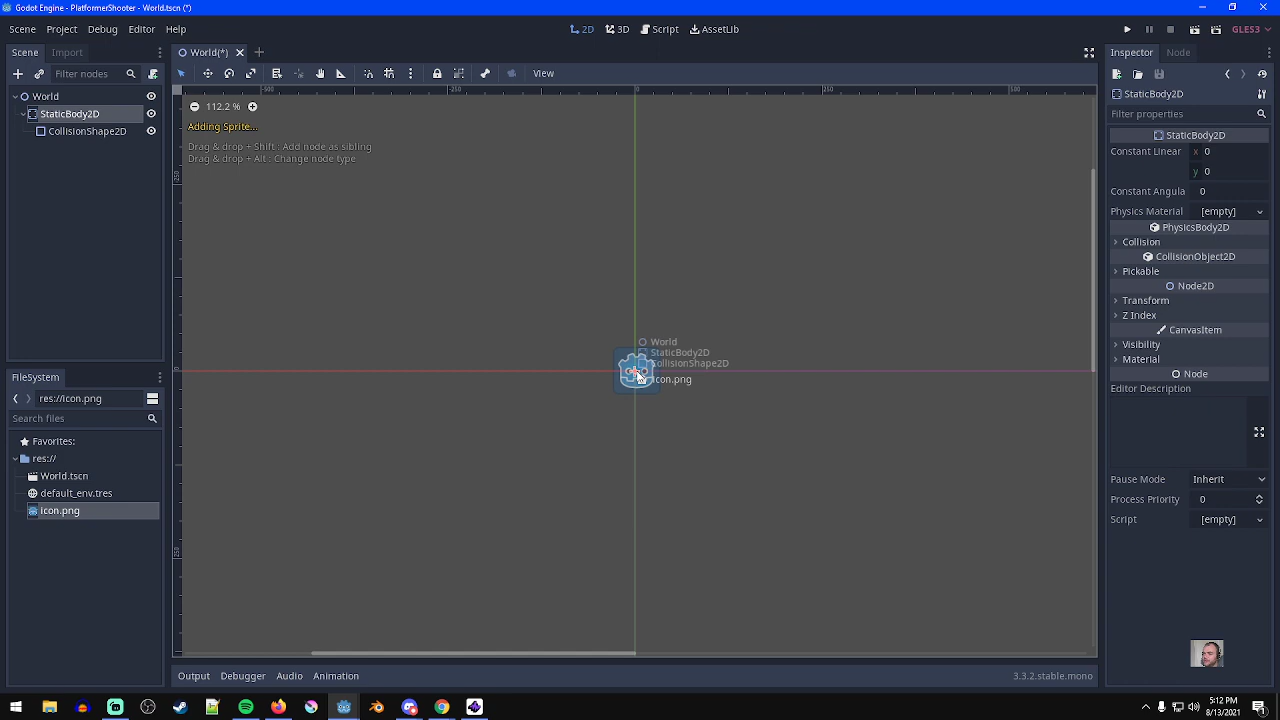 Godot Engine - PlatformerShooter - World.tscn (*)
Scene Project Debug Editor Help
2D 3D Script AssetLib
GLES3
Scene Import
World(*)
Inspector Node
Filter nodes
View
World
StaticBody2D
CollisionShape2D
-500 -250 0 250 500
112.2 %
Adding Sprite...
Drag & drop + Shift : Add node as sibling
Drag & drop + Alt : Change node type
World
StaticBody2D
CollisionShape2D
icon.png
FileSystem
res://icon.png
Search files
Favorites:
res://
World.tscn
default_env.tres
icon.png
StaticBody2D
Filter properties
StaticBody2D
Constant Linear x 0
y 0
Constant Angula 0
Physics Material [empty]
PhysicsBody2D
Collision
CollisionObject2D
Pickable
Node2D
Transform
Z Index
CanvasItem
Visibility
Material
Node
Editor Description
Pause Mode Inherit
Process Priority 0
Script [empty]
Output Debugger Audio Animation
3.3.2.stable.mono
5:12 PM
8/13/2021